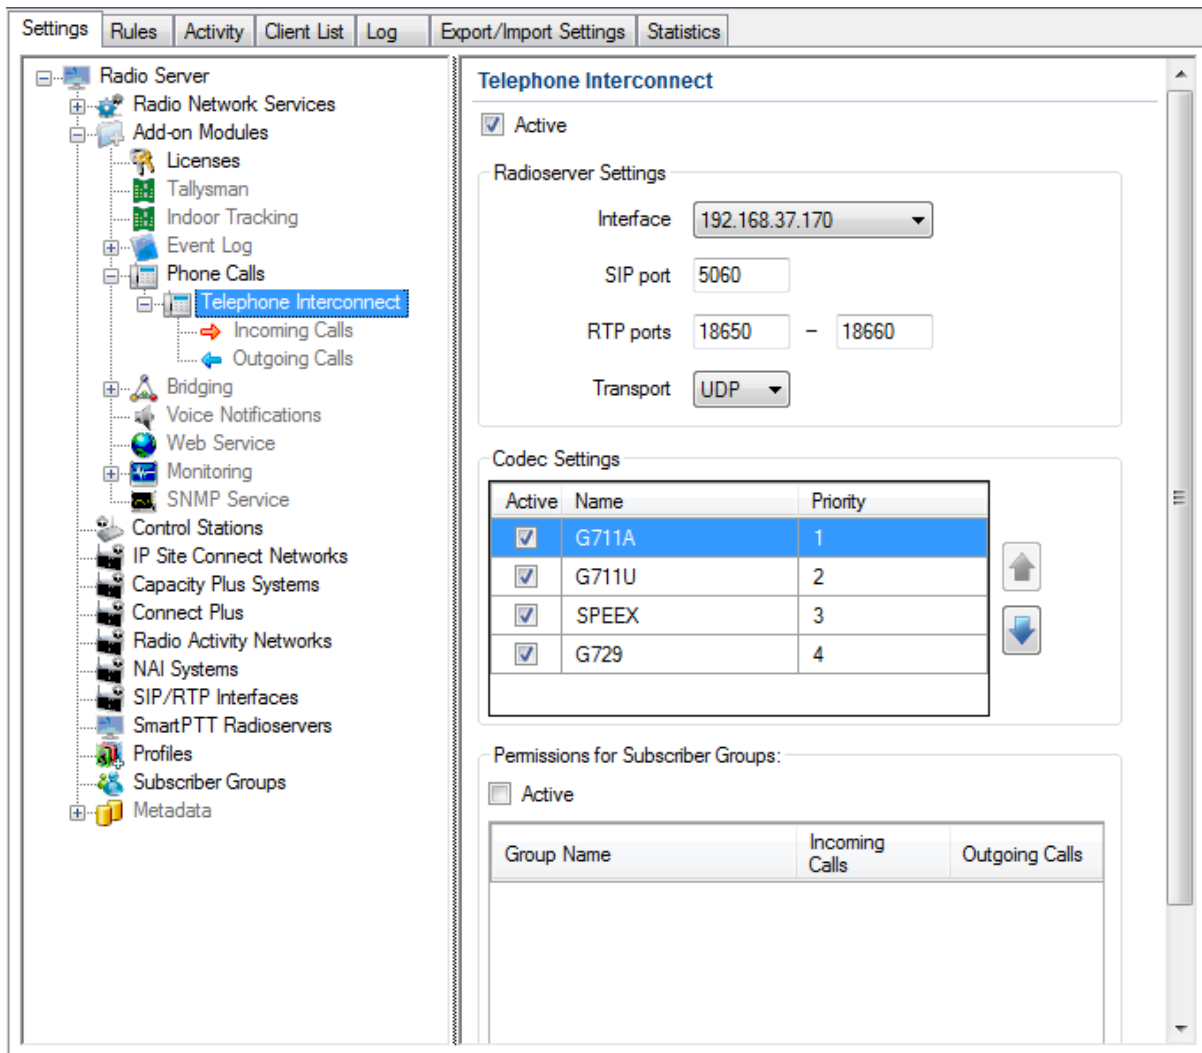 Settings Rules Activity Client List Log Export/Import Settings Statistics
Radio Server
Radio Network Services
Add-on Modules
Licenses
Tallysman
Indoor Tracking
Event Log
Phone Calls
Telephone Interconnect
Incoming Calls
Outgoing Calls
Bridging
Voice Notifications
Web Service
Monitoring
SNMP Service
Control Stations
IP Site Connect Networks
Capacity Plus Systems
Connect Plus
Radio Activity Networks
NAI Systems
SIP/RTP Interfaces
SmartPTT Radioservers
Profiles
Subscriber Groups
Metadata
Telephone Interconnect
Active
Radioserver Settings
Interface 192.168.37.170
SIP port 5060
RTP ports 18650 – 18660
Transport UDP
Codec Settings
Active Name Priority
G711A 1
G711U 2
SPEEX 3
G729 4
Permissions for Subscriber Groups:
Active
Group Name Incoming Calls Outgoing Calls